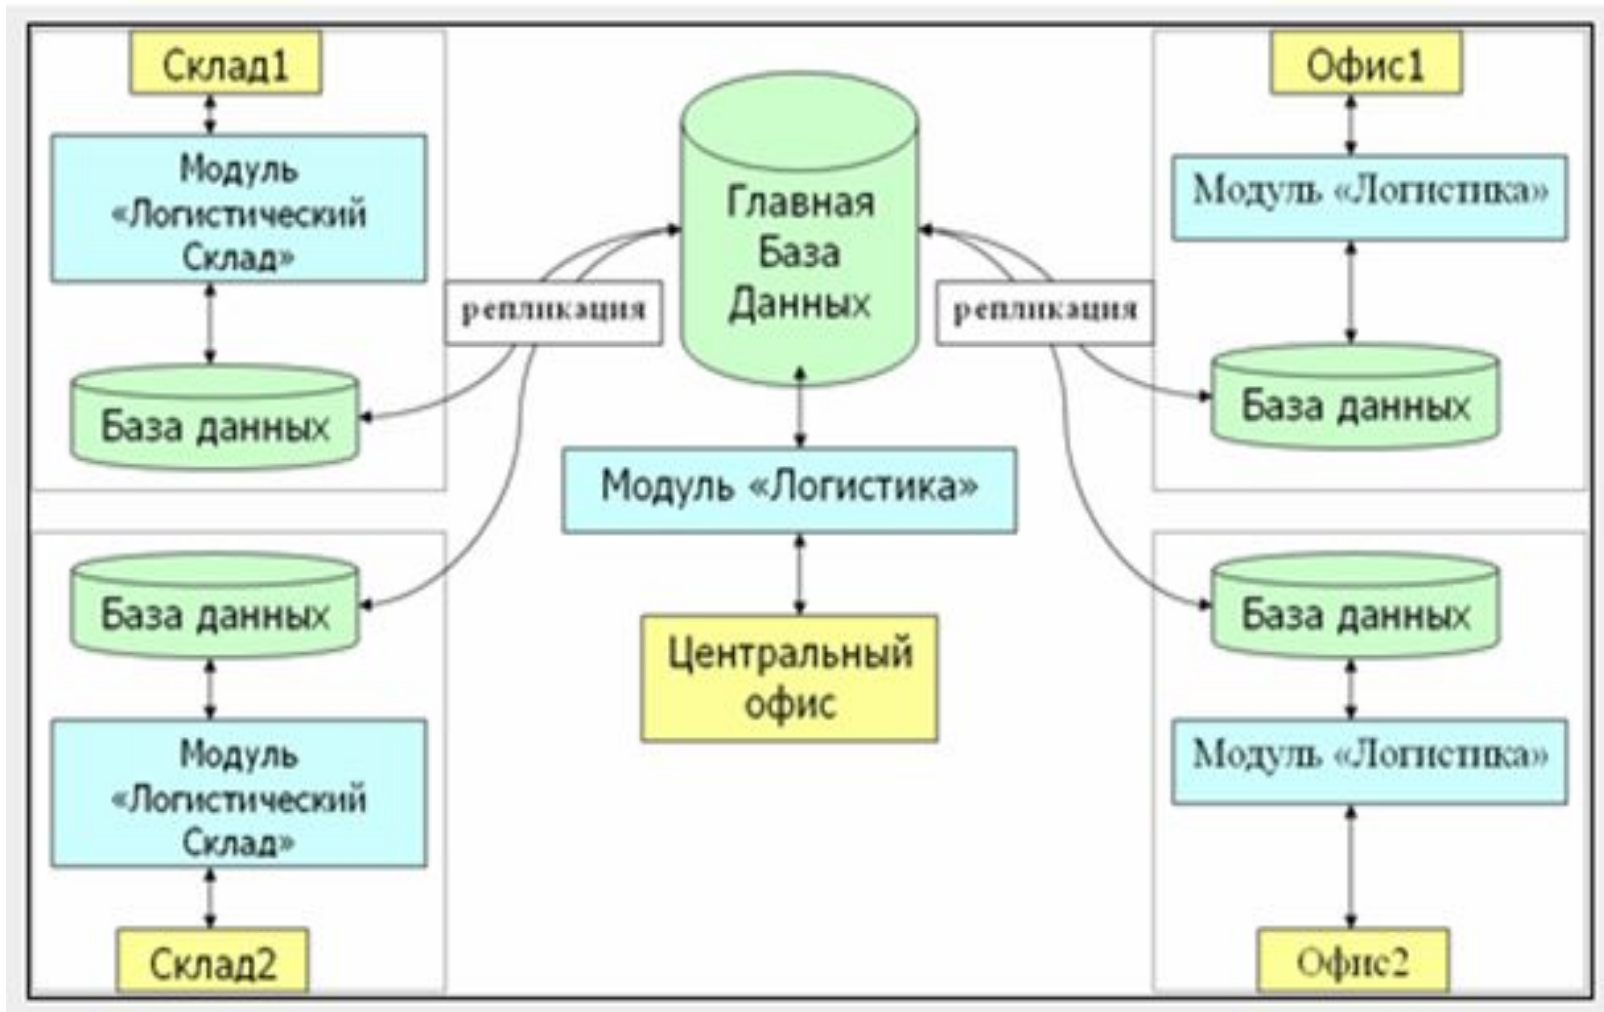 Склад1
Модуль
«Логистический
Склад»
База данных
База данных
Модуль
«Логистический
Склад»
Склад2
репликация
Главная
База
Данных
Модуль «Логистика»
Центральный
офис
репликация
Офис1
Модуль «Логистика»
База данных
База данных
Модуль «Логистика»
Офис2